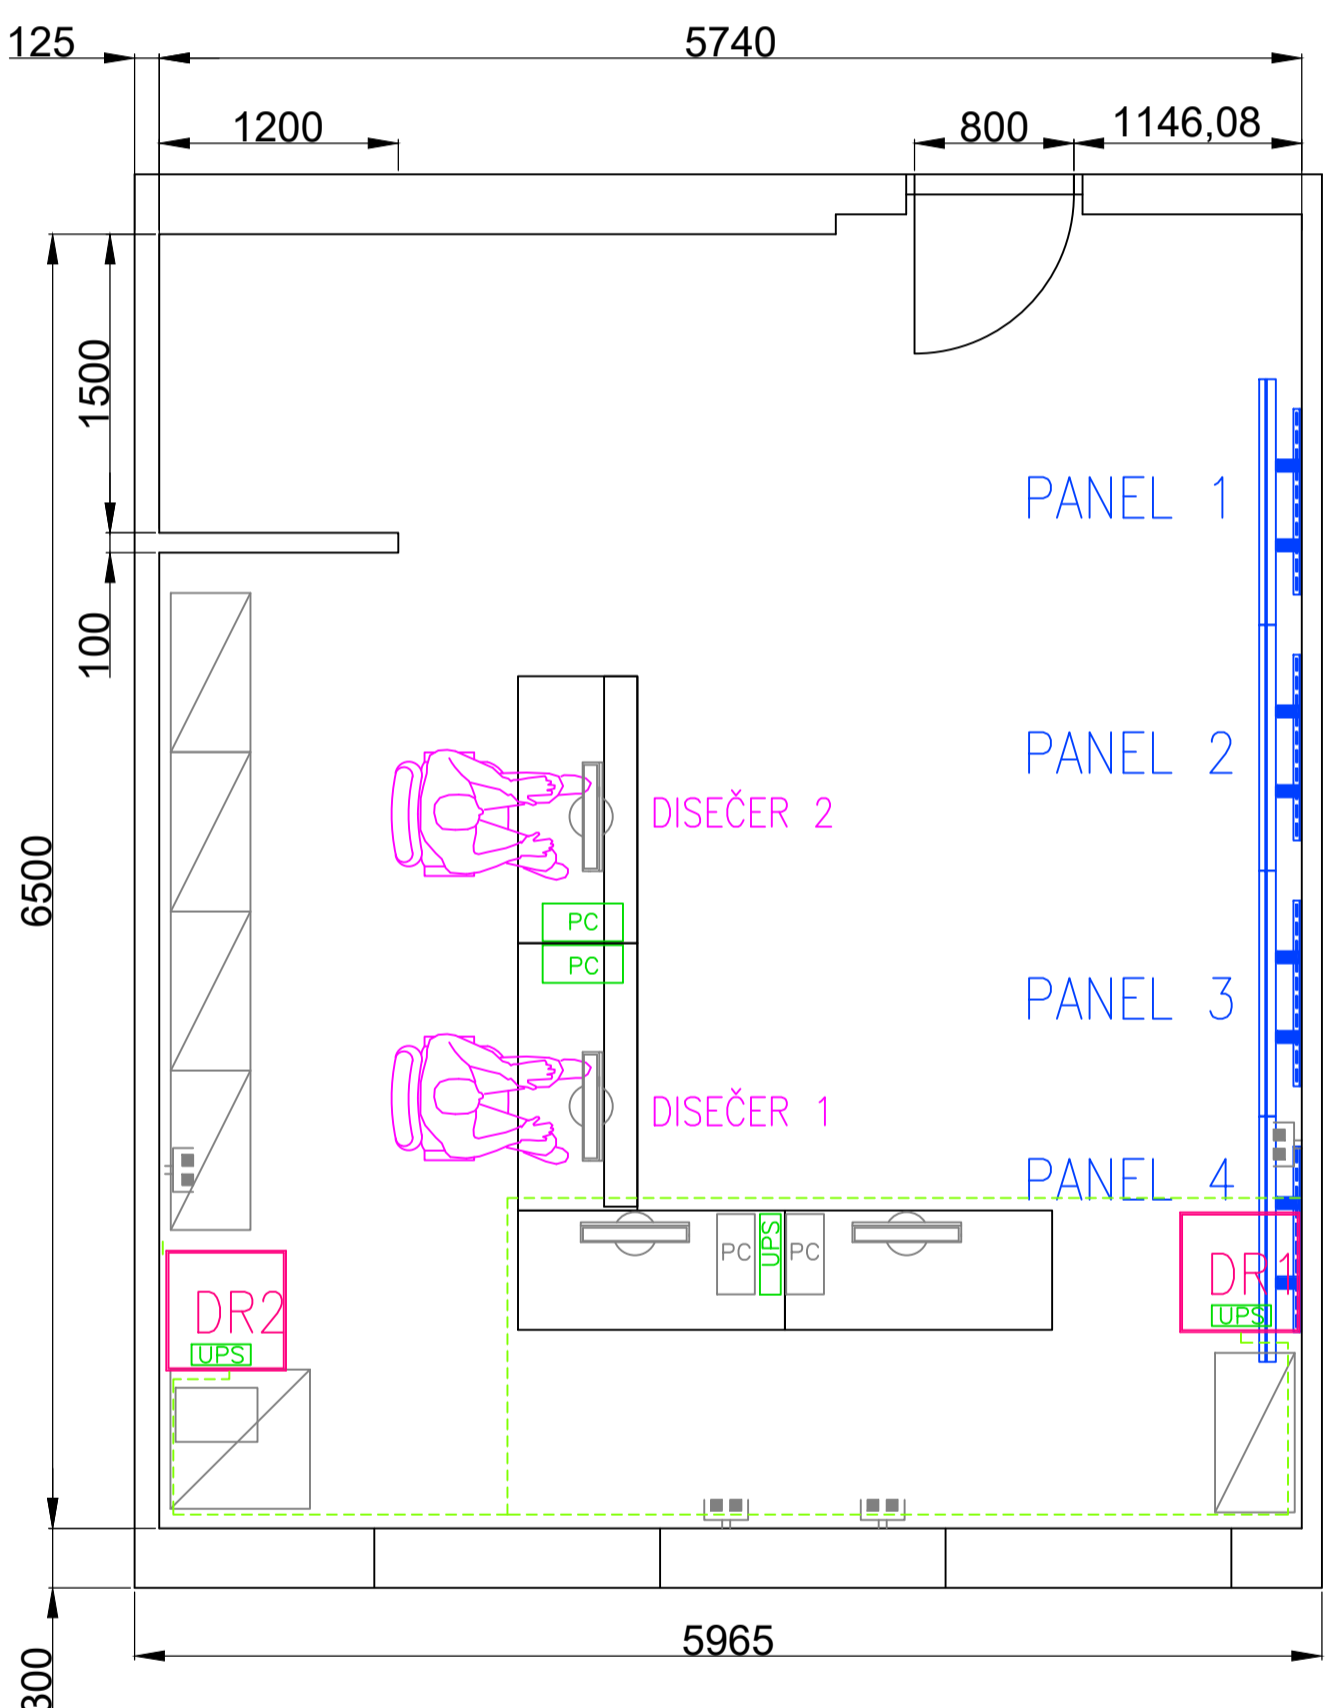 125
5740
1200
800
1146,08
1500
PANEL 1
100
PANEL 2
DISEČER 2
6500
PC
PC
PANEL 3
DISEČER 1
PANEL 4
PC
UPS
PC
DR1
UPS
DR2
UPS
5965
300